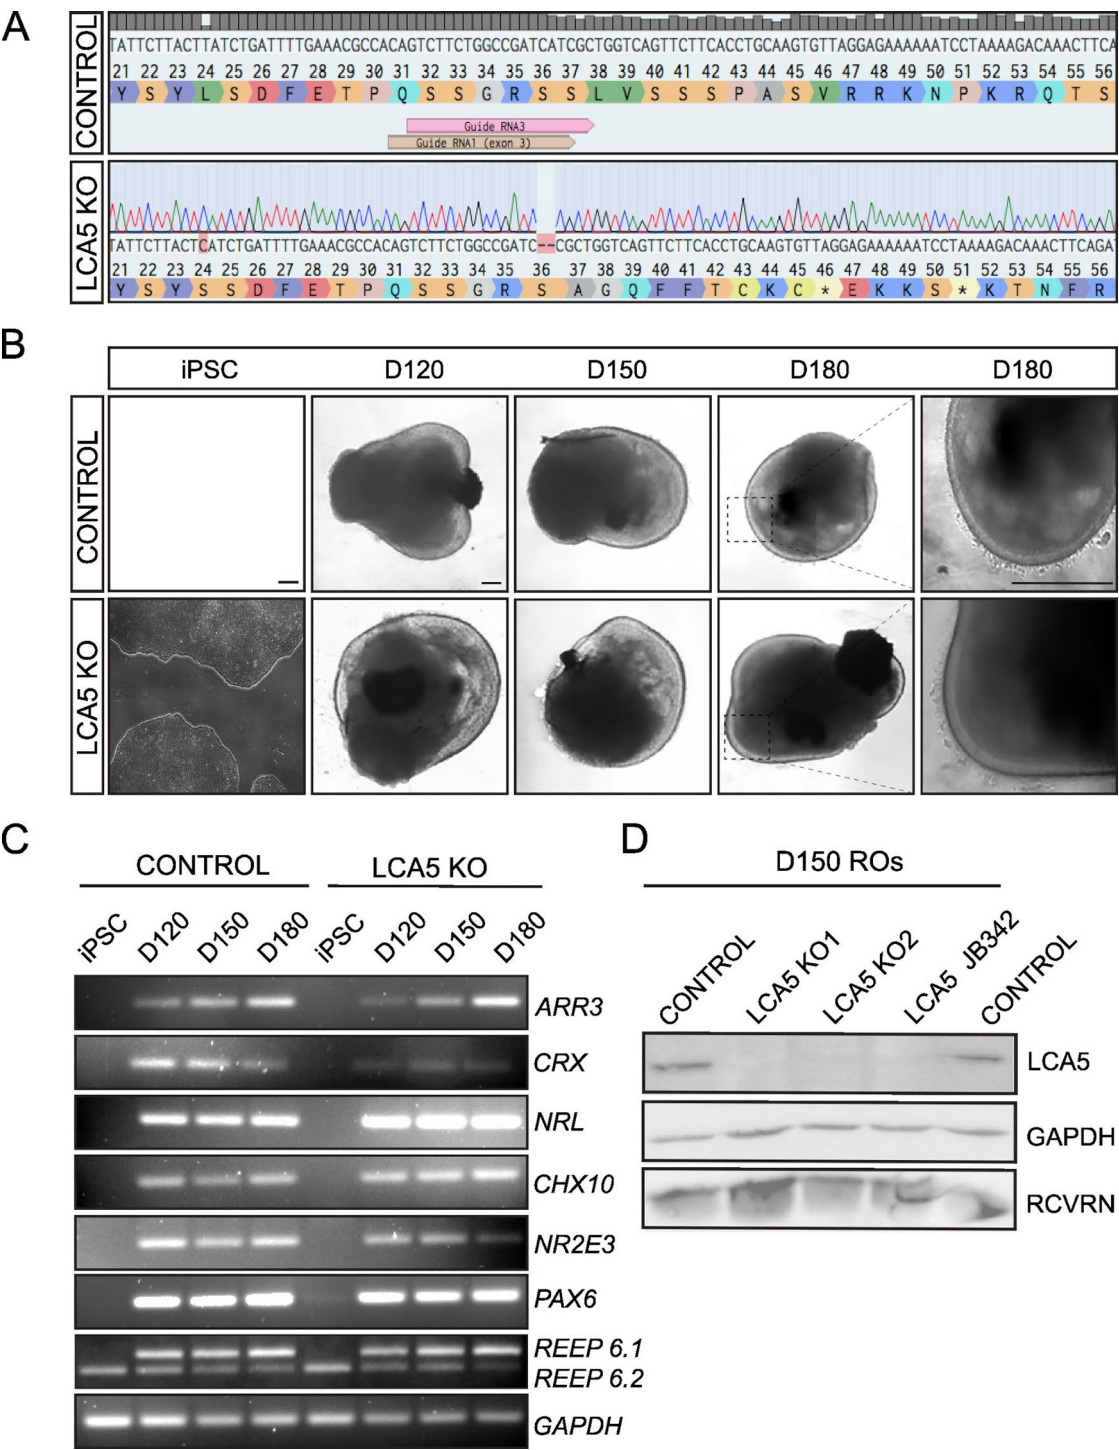 A
CONTROL
TATTCTTACTTATCTGATTTTGAAACGCCACAGTCTTCTGGCCGATCATCGCTGGTCAGTTCTTCACCTGCAAGTGTTAGGAGAAAAAATCCTAAAAGACAAACTTCA
21 22 23 24 25 26 27 28 29 30 31 32 33 34 35 36 37 38 39 40 41 42 43 44 45 46 47 48 49 50 51 52 53 54 55 56
Y S Y L S D F E T P Q S S G R S S L V S S S P A S V R R K N P K R Q T S
Guide RNA3
Guide RNA1 (exon 3)
LCA5 KO
TATTCTTACTCATCTGATTTTGAAACGCCACAGTCTTCTGGCCGATC--CGCTGGTCAGTTCTTCACCTGCAAGTGTTAGGAGAAAAAATCCTAAAAGACAAACTTCAGA
21 22 23 24 25 26 27 28 29 30 31 32 33 34 35 36 37 38 39 40 41 42 43 44 45 46 47 48 49 50 51 52 53 54 55 56
Y S Y S S D F E T P Q S S G R S A G Q F F T C K C * E K K S * K T N F R
B
iPSC D120 D150 D180 D180
CONTROL
LCA5 KO
C
CONTROL LCA5 KO
iPSC D120 D150 D180 iPSC D120 D150 D180
ARR3
CRX
NRL
CHX10
NR2E3
PAX6
REEP 6.1
REEP 6.2
GAPDH
D
D150 ROs
CONTROL LCA5 KO1 LCA5 KO2 LCA5 JB342 CONTROL
LCA5
GAPDH
RCVRN